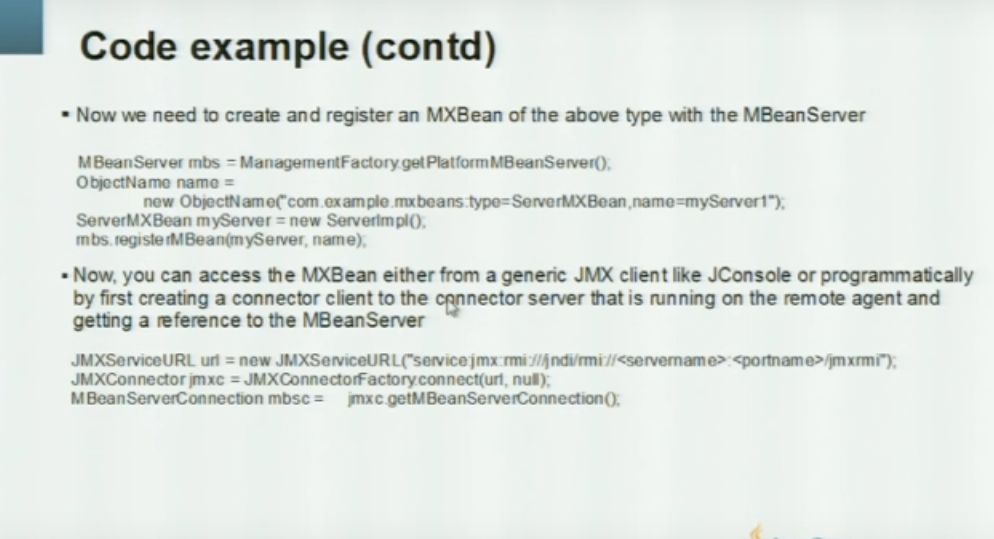 Code example (contd)
▪ Now we need to create and register an MXBean of the above type with the MBeanServer
MBeanServer mbs = ManagementFactory.getPlatformMBeanServer();
ObjectName name =
new ObjectName("com.example.mxbeans:type=ServerMXBean,name=myServer1");
ServerMXBean myServer = new ServerImpl();
mbs.registerMBean(myServer, name);
▪ Now, you can access the MXBean either from a generic JMX client like JConsole or programmatically
by first creating a connector client to the connector server that is running on the remote agent and
getting a reference to the MBeanServer
JMXServiceURL url = new JMXServiceURL("service:jmx:rmi:///jndi/rmi://<servername>:<portname>/jmxrmi");
JMXConnector jmxc = JMXConnectorFactory.connect(url, null);
MBeanServerConnection mbsc = jmxc.getMBeanServerConnection();